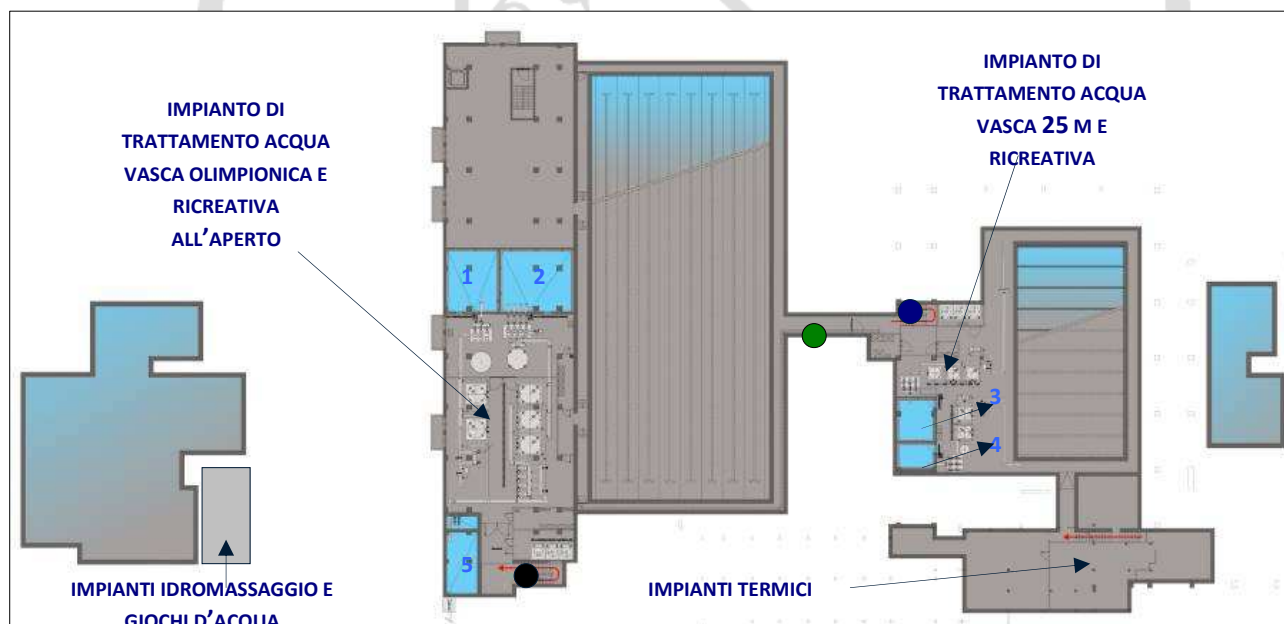 IMPIANTO DI
TRATTAMENTO ACQUA
VASCA OLIMPIONICA E
RICREATIVA
ALL'APERTO
IMPIANTO DI
TRATTAMENTO ACQUA
VASCA 25 M E
RICREATIVA
1
2
3
4
5
IMPIANTI IDROMASSAGGIO E
GIOCHI D'ACQUA
IMPIANTI TERMICI